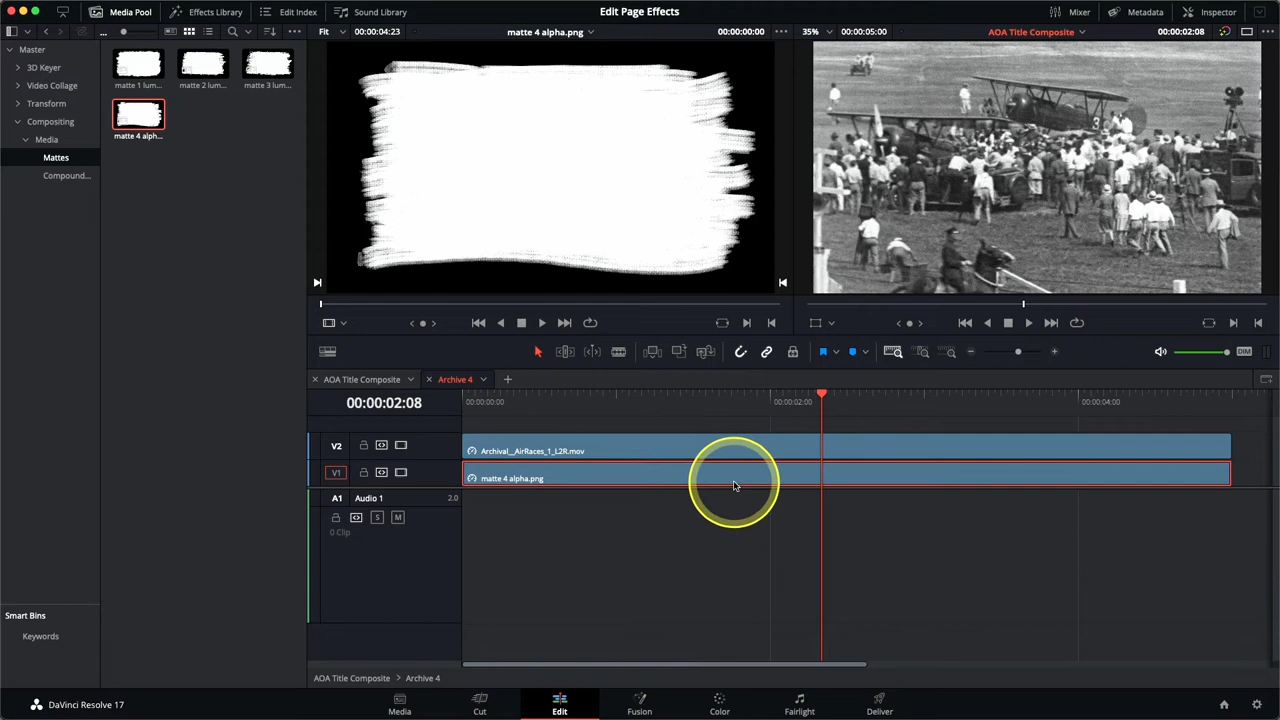 Media Pool
Effects Library
Edit Index
Sound Library
Edit Page Effects
Mixer
Metadata
Inspector
...
Fit
00:00:04:23
matte 4 alpha.png
00:00:00:00
35%
00:00:05:00
AOA Title Composite
00:00:02:08
Master
3D Keyer
Video Collage
Transform
Compositing
Media
Mattes
Compound...
matte 1 lum...
matte 2 lum...
matte 3 lum...
matte 4 alph...
3
DIM
AOA Title Composite
Archive 4
00:00:02:08
00:00:00:00
00:00:02:00
00:00:04:00
V2
Archival__AirRaces_1_L2R.mov
V1
matte 4 alpha.png
A1
Audio 1
2.0
S
M
0 Clip
Smart Bins
Keywords
AOA Title Composite > Archive 4
DaVinci Resolve 17
Media
Cut
Edit
Fusion
Color
Fairlight
Deliver